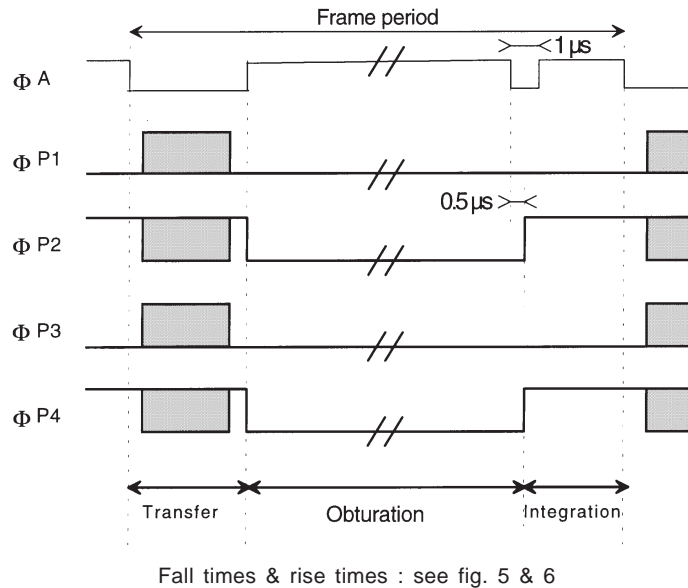 Frame period
1 µs
Φ A
Φ P1
0.5 µs
Φ P2
Φ P3
Φ P4
Transfer
Obturation
Integration
Fall times & rise times : see fig. 5 & 6